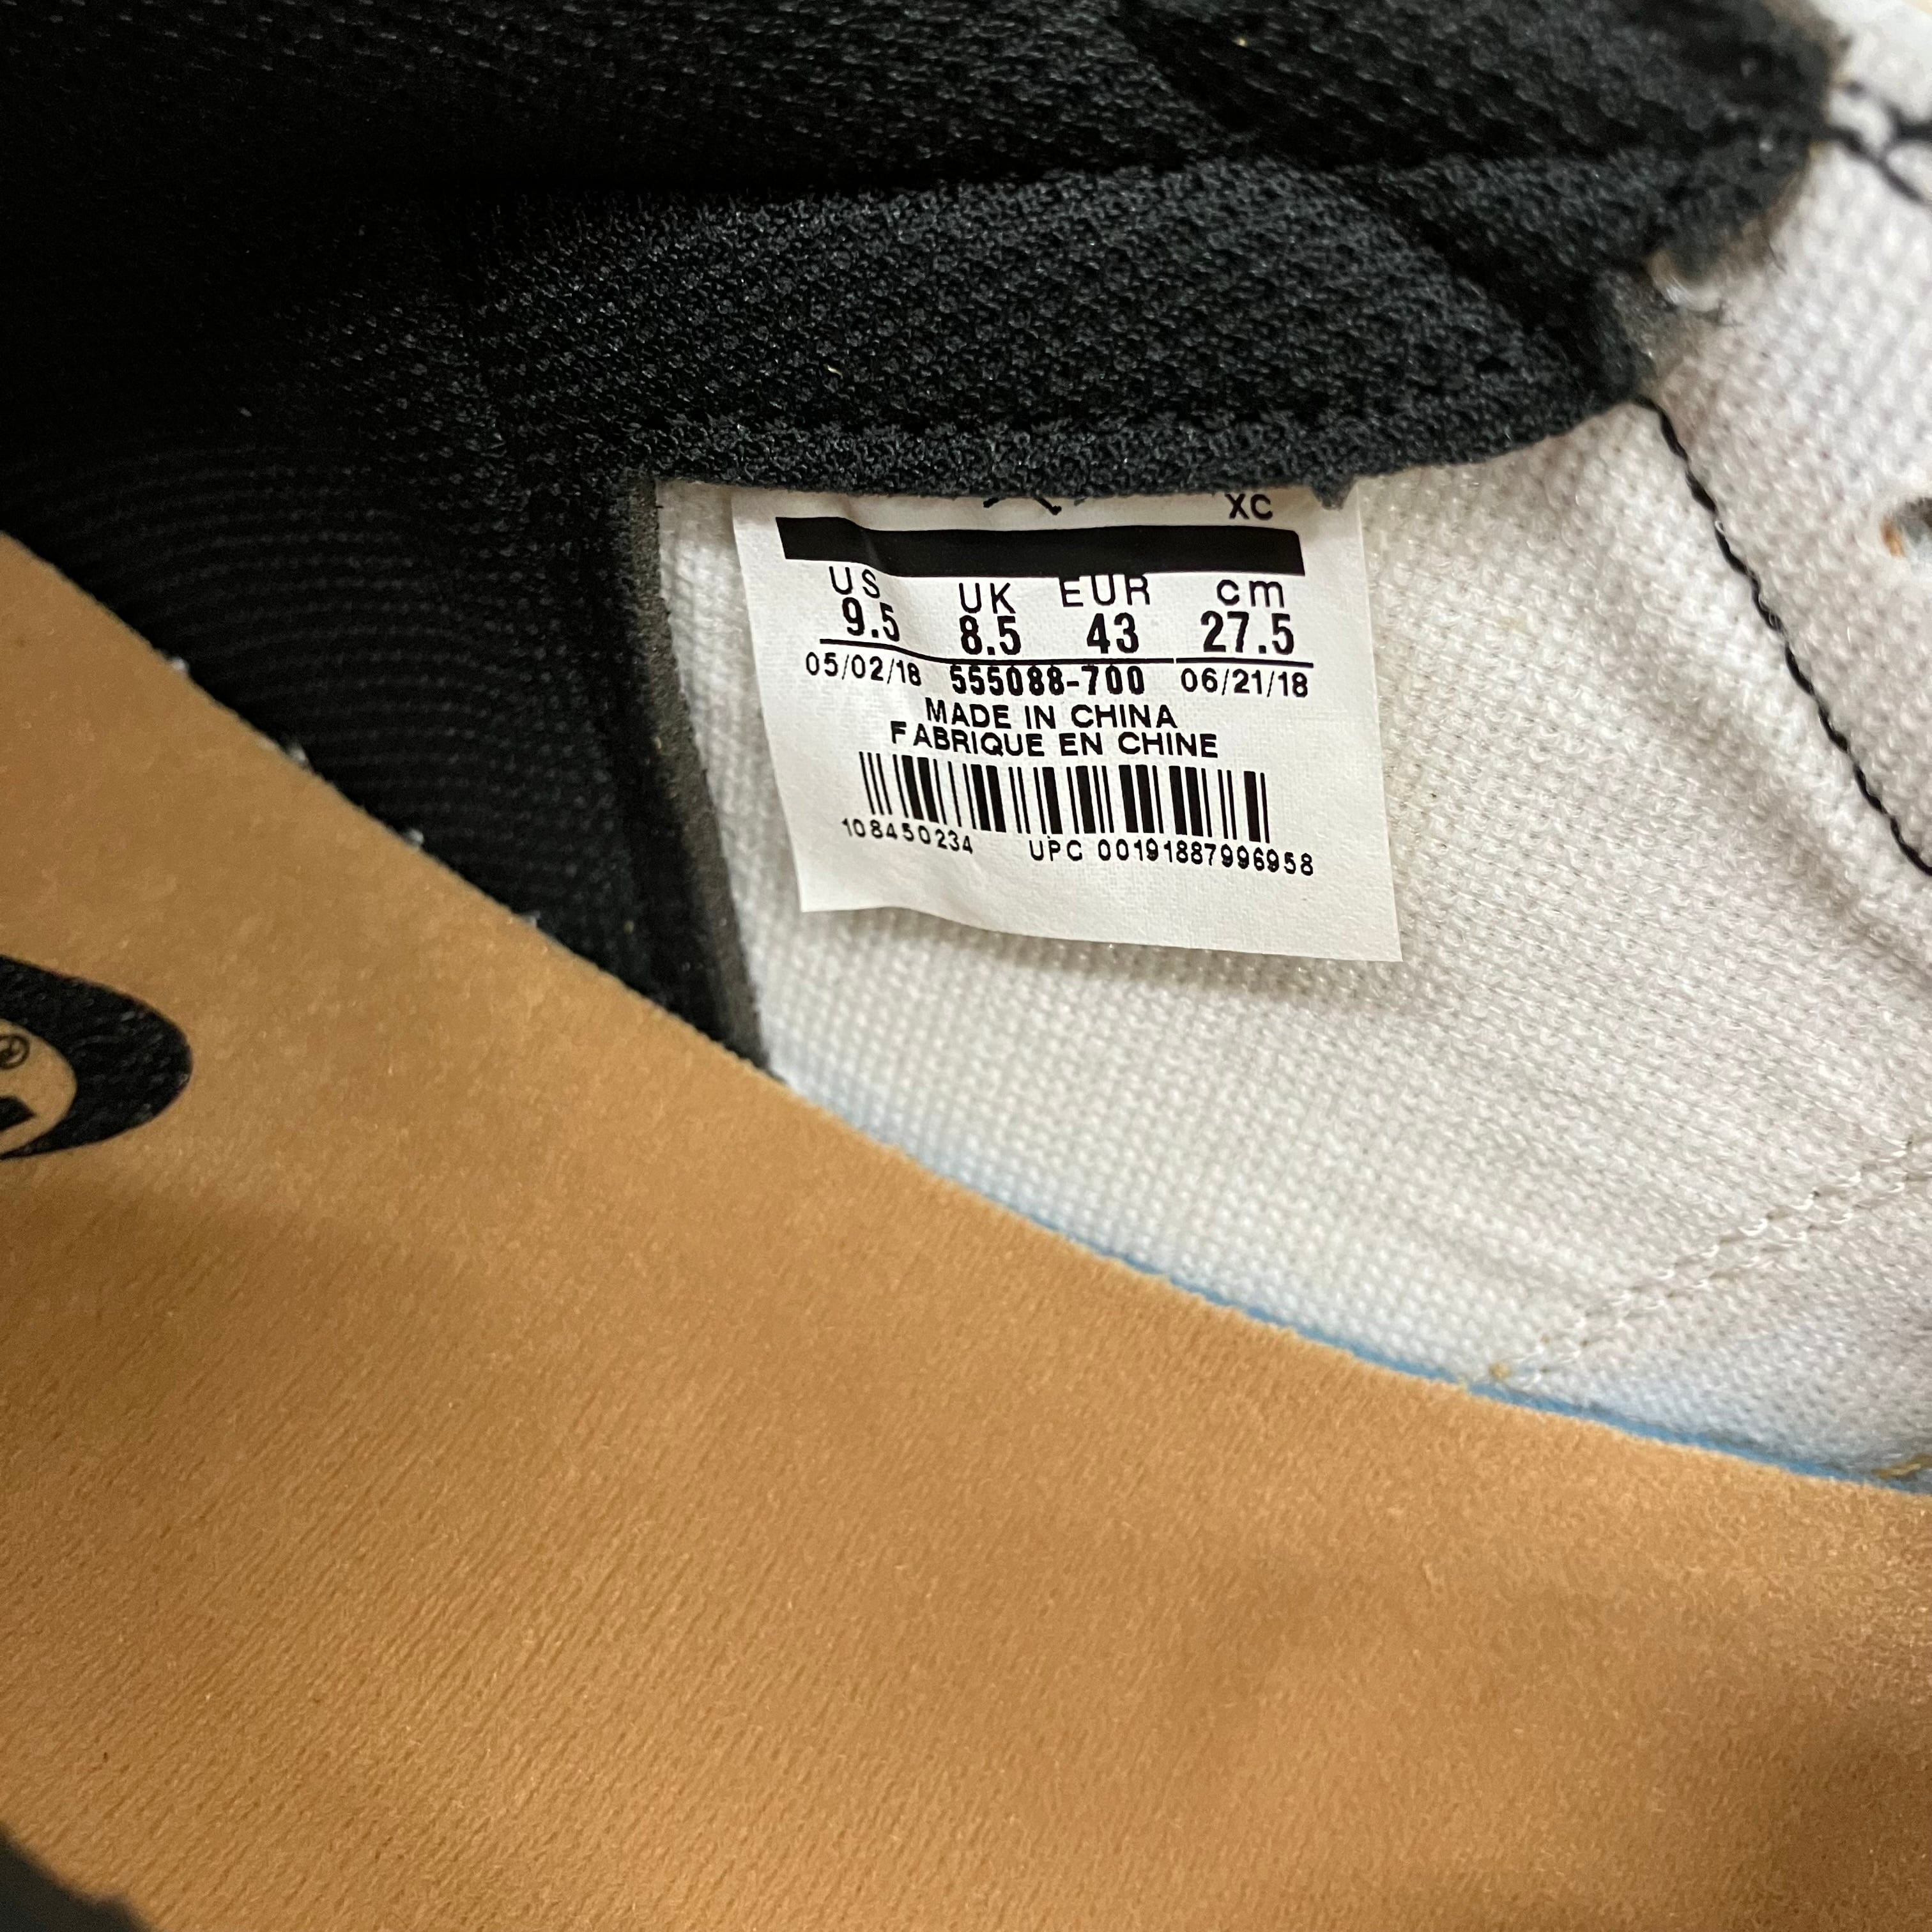 XC
US UK EUR cm
9.5 8.5 43 27.5
05/02/18 555088-700 06/21/18
MADE IN CHINA
FABRIQUE EN CHINE
108450234 UPC 00191887996958
®